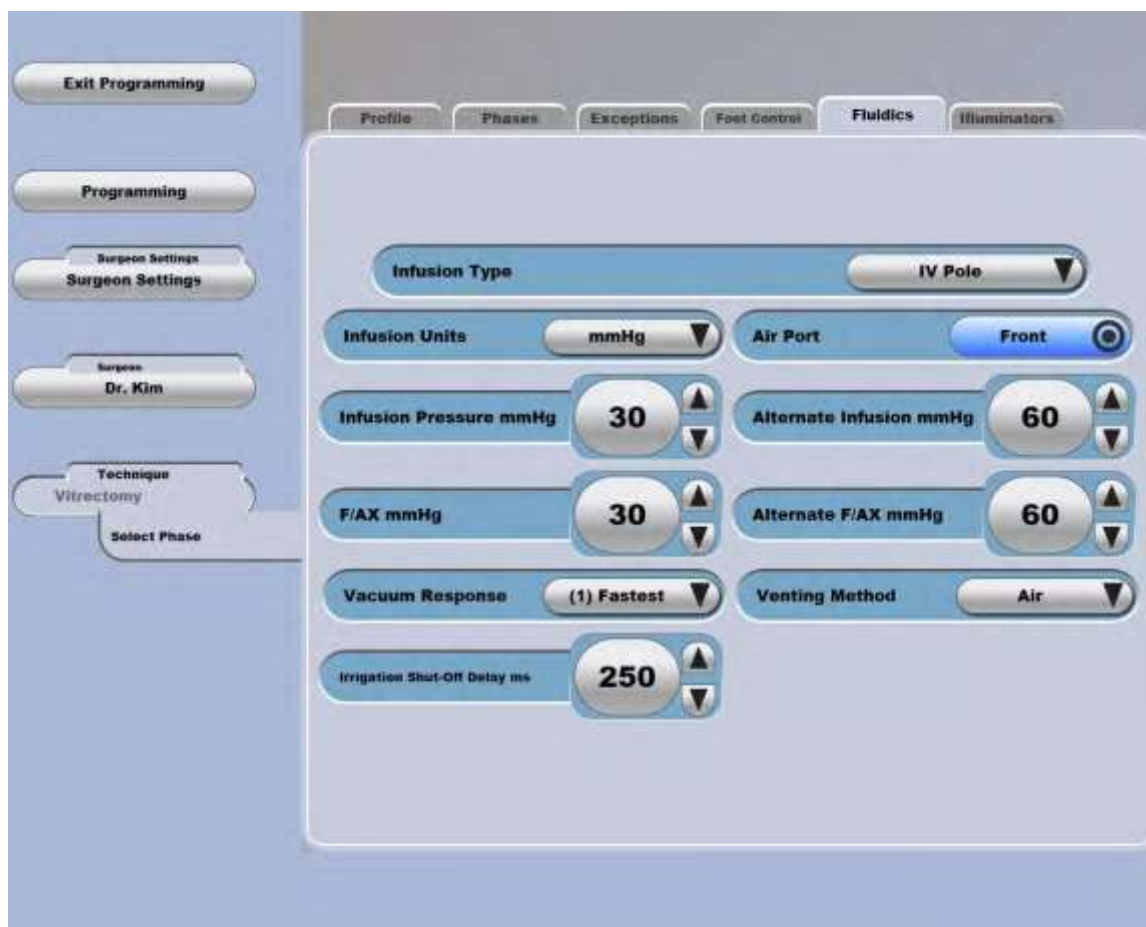 Exit Programming
Programming
Surgeon Settings
Surgeon Settings
Surgeon
Dr. Kim
Technique
Vitrectomy
Select Phase
Profile Phases Exceptions Foot Control Fluidics Illuminators
Infusion Type IV Pole
Infusion Units mmHg Air Port Front
Infusion Pressure mmHg 30 Alternate Infusion mmHg 60
F/AX mmHg 30 Alternate F/AX mmHg 60
Vacuum Response (1) Fastest Venting Method Air
Irrigation Shut-Off Delay ms 250